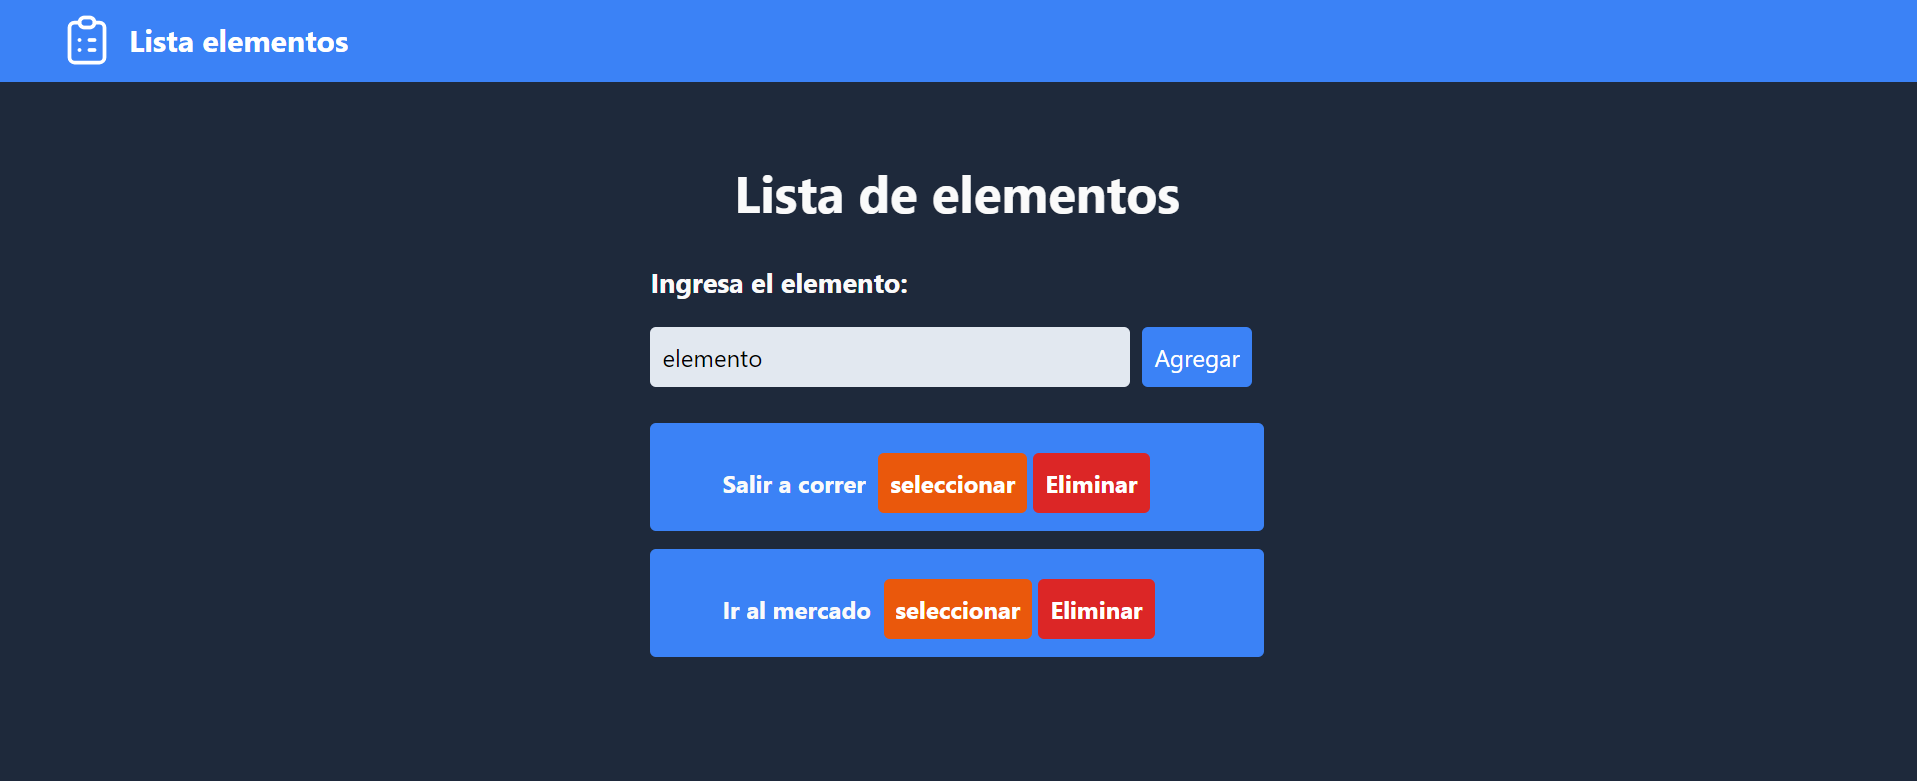 Lista elementos
Lista de elementos
Ingresa el elemento:
elemento Agregar
Salir a correr seleccionar Eliminar
Ir al mercado seleccionar Eliminar